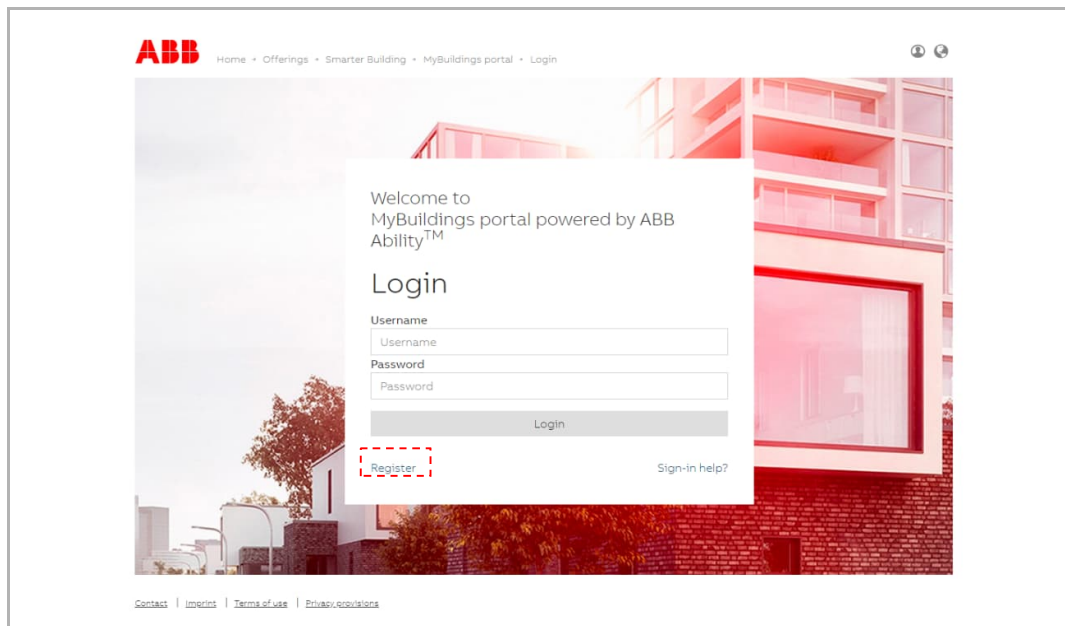 ABB
Home • Offerings • Smarter Building • MyBuildings portal • Login
Welcome to
MyBuildings portal powered by ABB
Ability™
Login
Username
Username
Password
Password
Login
Register Sign-in help?
Contact | Imprint | Terms of use | Privacy provisions